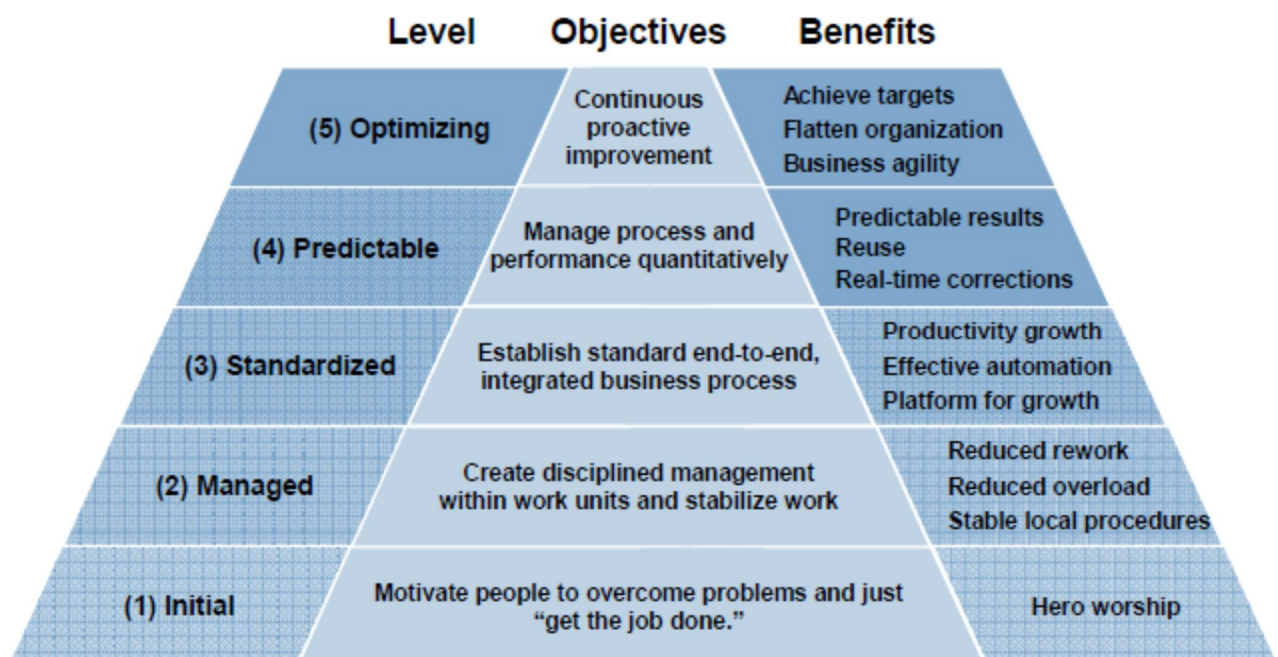 Level Objectives Benefits
(5) Optimizing
Continuous
proactive
improvement
Achieve targets
Flatten organization
Business agility
(4) Predictable
Manage process and
performance quantitatively
Predictable results
Reuse
Real-time corrections
(3) Standardized
Establish standard end-to-end,
integrated business process
Productivity growth
Effective automation
Platform for growth
(2) Managed
Create disciplined management
within work units and stabilize work
Reduced rework
Reduced overload
Stable local procedures
(1) Initial
Motivate people to overcome problems and just
“get the job done.”
Hero worship